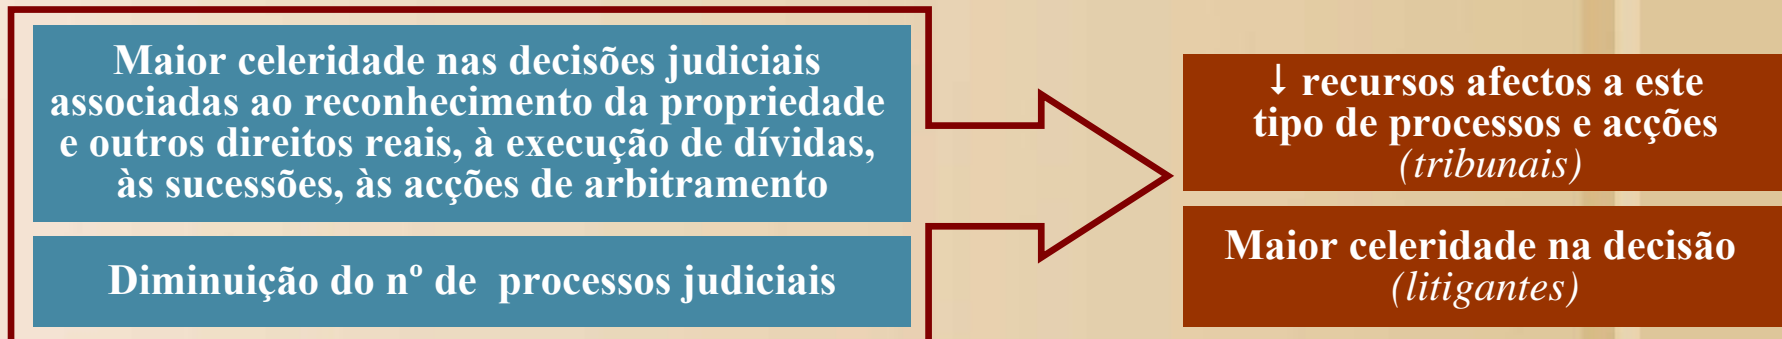 Maior celeridade nas decisões judiciais
associadas ao reconhecimento da propriedade
e outros direitos reais, à execução de dívidas,
às sucessões, às acções de arbitramento
Diminuição do nº de processos judiciais
↓ recursos afectos a este
tipo de processos e acções
(tribunais)
Maior celeridade na decisão
(litigantes)